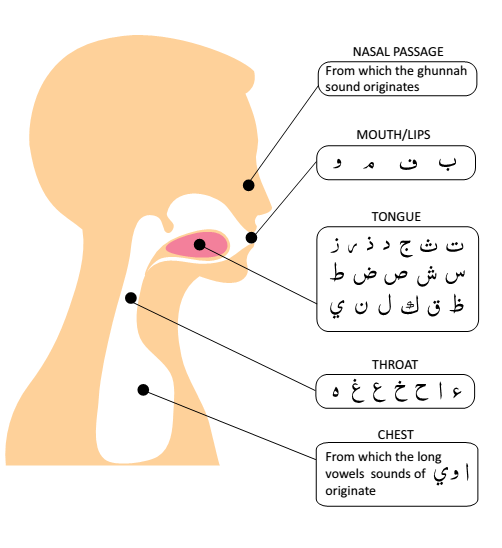 NASAL PASSAGE
From which the ghunnah
sound originates
MOUTH/LIPS
ب ف م و
TONGUE
ت ث ج د ذ ر ز
س ش ص ض ط
ظ ق ك ل ن ي
THROAT
ء ا ح خ ع غ ه
CHEST
From which the long
vowels sounds of ا و ي
originate